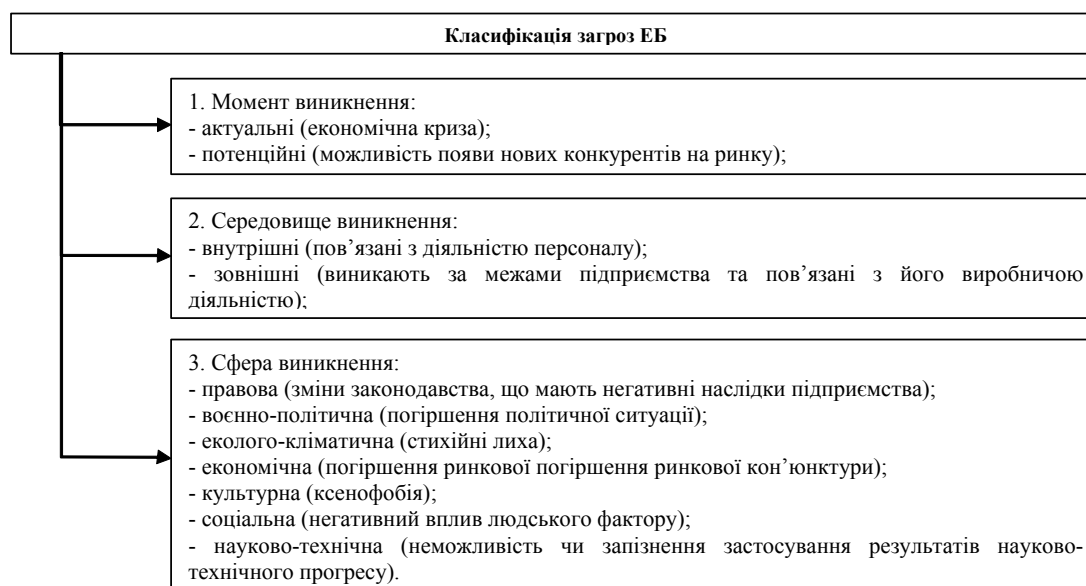 Класифікація загроз ЕБ
1. Момент виникнення:
- актуальні (економічна криза);
- потенційні (можливість появи нових конкурентів на ринку);
2. Середовище виникнення:
- внутрішні (пов’язані з діяльністю персоналу);
- зовнішні (виникають за межами підприємства та пов’язані з його виробничою
діяльністю);
3. Сфера виникнення:
- правова (зміни законодавства, що мають негативні наслідки підприємства);
- воєнно-політична (погіршення політичної ситуації);
- еколого-кліматична (стихійні лиха);
- економічна (погіршення ринкової погіршення ринкової кон’юнктури);
- культурна (ксенофобія);
- соціальна (негативний вплив людського фактору);
- науково-технічна (неможливість чи запізнення застосування результатів науково-
технічного прогресу).